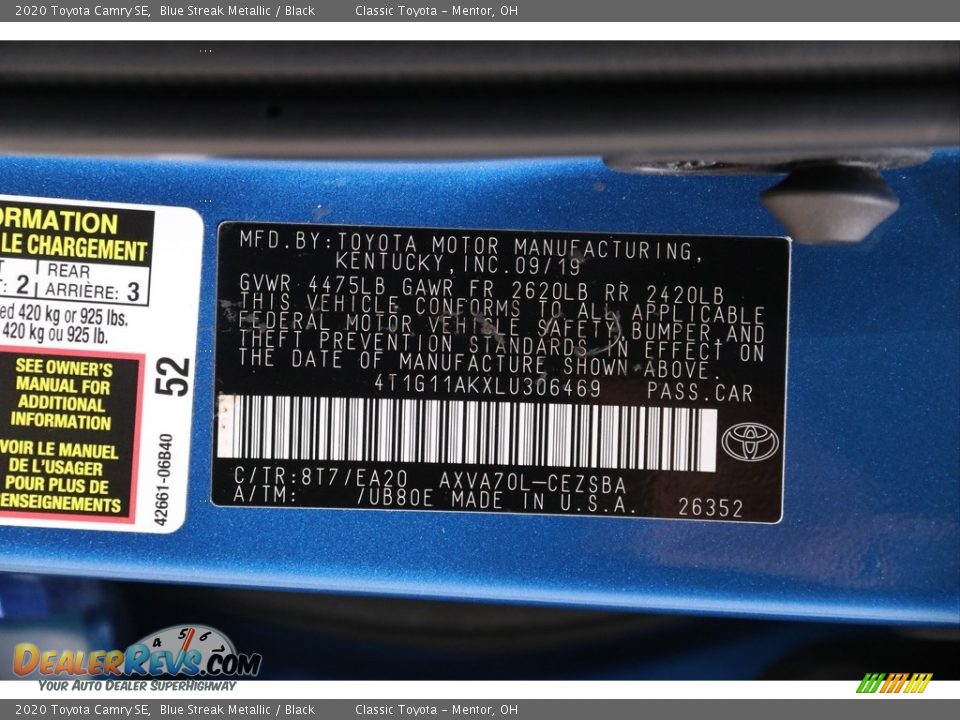 2020 Toyota Camry SE, Blue Streak Metallic / Black Classic Toyota - Mentor, OH
ORMATION
LE CHARGEMENT
T REAR
: 2 ARRIÈRE: 3
ed 420 kg or 925 lbs.
420 kg ou 925 lb.
SEE OWNER'S
MANUAL FOR
ADDITIONAL
INFORMATION
VOIR LE MANUEL
DE L'USAGER
POUR PLUS DE
ENSEIGNEMENTS
52
42661-06B40
MFD.BY:TOYOTA MOTOR MANUFACTURING,
KENTUCKY,INC.09/19
GVWR 4475LB GAWR FR 2620LB RR 2420LB
THIS VEHICLE CONFORMS TO ALL APPLICABLE
FEDERAL MOTOR VEHICLE SAFETY,BUMPER,AND
THEFT PREVENTION STANDARDS IN EFFECT ON
THE DATE OF MANUFACTURE SHOWN ABOVE.
4T1G11AKXLU306469 PASS.CAR
C/TR:8T7/EA20 AXVA70L-CEZSBA
A/TM: /UB80E MADE IN U.S.A. 26352
4 5 6
DEALERREVS.COM
YOUR AUTO DEALER SUPERHIGHWAY
2020 Toyota Camry SE, Blue Streak Metallic / Black Classic Toyota - Mentor, OH